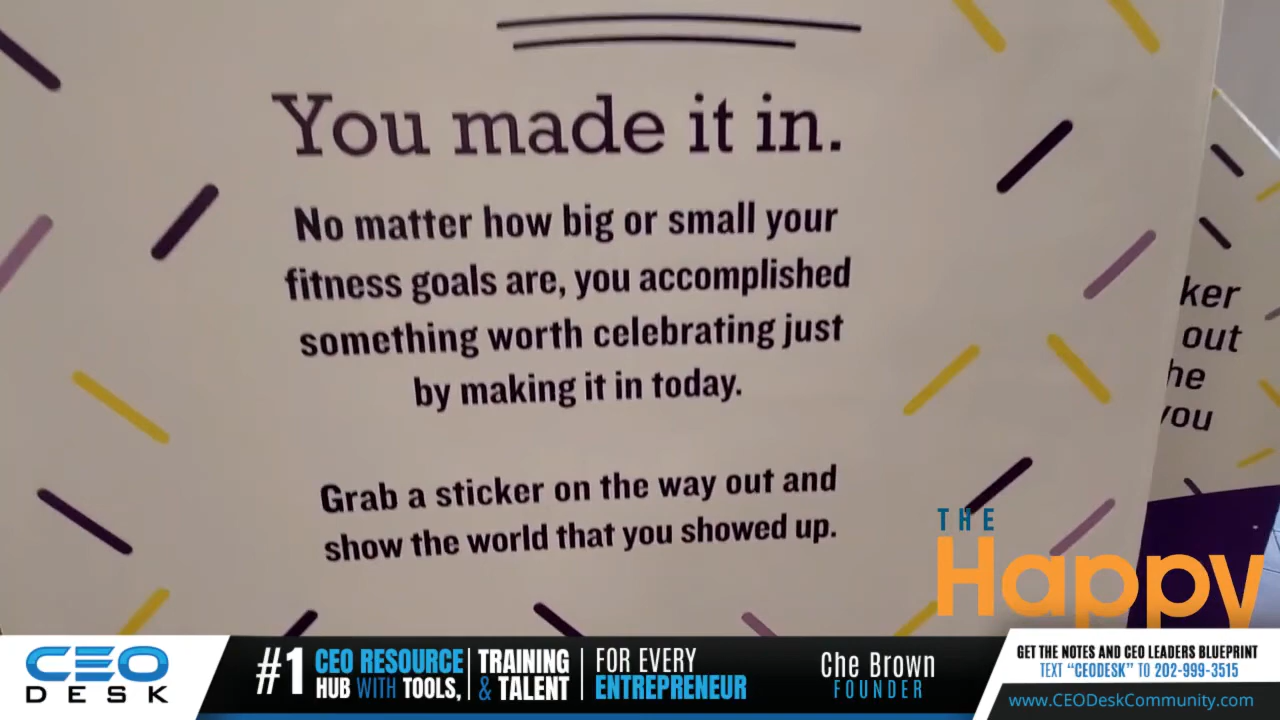 You made it in.
No matter how big or small your
fitness goals are, you accomplished
something worth celebrating just
by making it in today.
Grab a sticker on the way out and
show the world that you showed up.
ker
out
he
you
THE
Happy
CEO
DESK
#1 CEO RESOURCE
HUB WITH TOOLS,
TRAINING
& TALENT
FOR EVERY
ENTREPRENEUR
Che Brown
FOUNDER
GET THE NOTES AND CEO LEADERS BLUEPRINT
TEXT “CEODESK” TO 202-999-3515
www.CEODeskCommunity.com